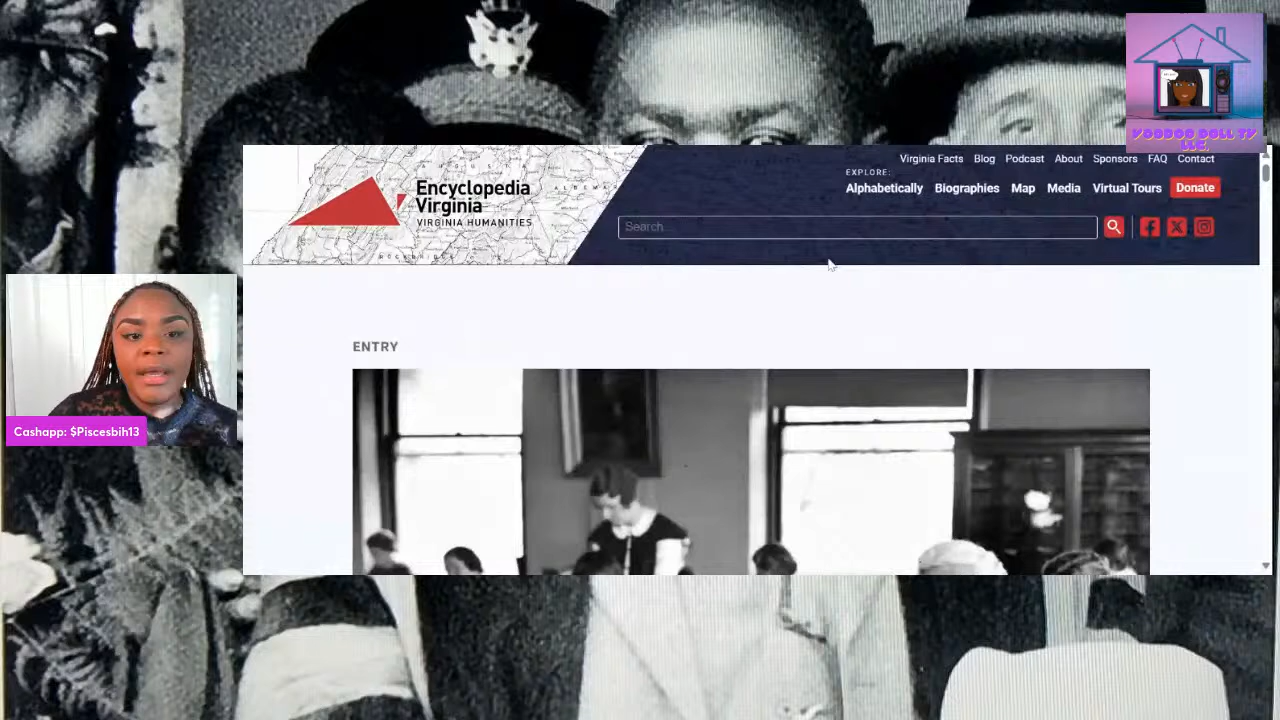 VOODOO DOLL TV
LLC.
Virginia Facts Blog Podcast About Sponsors FAQ Contact
EXPLORE:
Alphabetically Biographies Map Media Virtual Tours Donate
Encyclopedia
Virginia
VIRGINIA HUMANITIES
Search...
ENTRY
Cashapp: $Piscesbih13